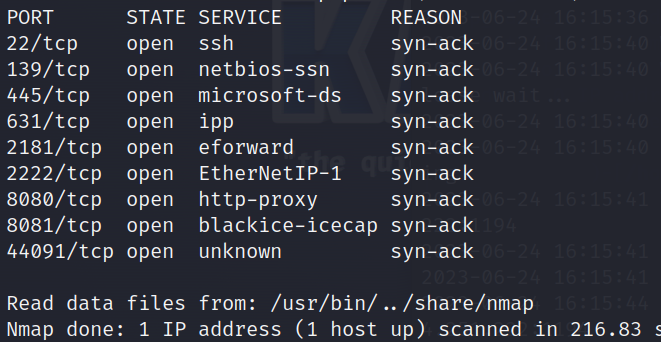 PORT STATE SERVICE REASON
22/tcp open ssh syn-ack
139/tcp open netbios-ssn syn-ack
445/tcp open microsoft-ds syn-ack
631/tcp open ipp syn-ack
2181/tcp open eforward syn-ack
2222/tcp open EtherNetIP-1 syn-ack
8080/tcp open http-proxy syn-ack
8081/tcp open blackice-icecap syn-ack
44091/tcp open unknown syn-ack
Read data files from: /usr/bin/../share/nmap
Nmap done: 1 IP address (1 host up) scanned in 216.83 s